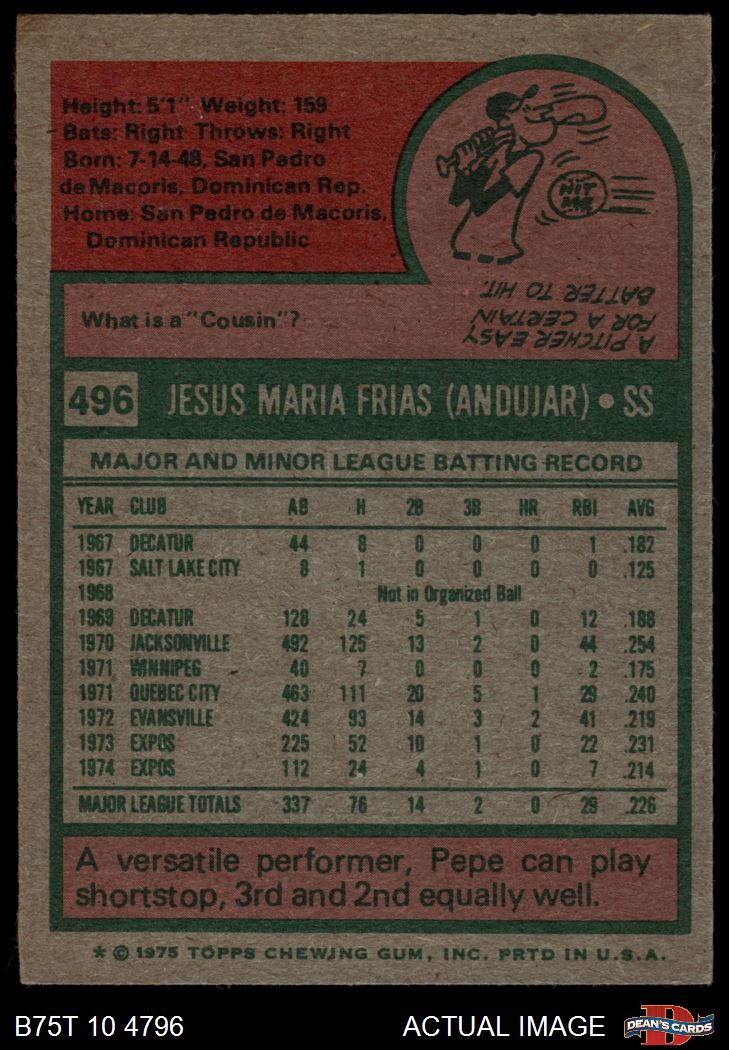 Height: 5'1" Weight: 159
Bats: Right Throws: Right
Born: 7-14-48, San Pedro
de Macoris, Dominican Rep.
Home: San Pedro de Macoris,
Dominican Republic
HIT
ME
What is a "Cousin"?
A PITCHER EASY
FOR A CERTAIN
BATTER TO HIT.
496 JESUS MARIA FRIAS (ANDUJAR) • SS
MAJOR AND MINOR LEAGUE BATTING RECORD
YEAR CLUB AB H 2B 3B HR RBI AVG
1967 DECATUR 44 8 0 0 0 1 .182
1967 SALT LAKE CITY 8 1 0 0 0 0 .125
1968 Not in Organized Ball
1969 DECATUR 128 24 5 1 0 12 .188
1970 JACKSONVILLE 492 125 13 2 0 44 .254
1971 WINNIPEG 40 7 0 0 0 2 .175
1971 QUEBEC CITY 463 111 20 5 1 29 .240
1972 EVANSVILLE 424 93 14 3 2 41 .219
1973 EXPOS 225 52 10 1 0 22 .231
1974 EXPOS 112 24 4 1 0 7 .214
MAJOR LEAGUE TOTALS 337 76 14 2 0 29 .226
A versatile performer, Pepe can play
shortstop, 3rd and 2nd equally well.
* © 1975 TOPPS CHEWING GUM, INC. PRTD IN U.S.A.
B75T 10 4796 ACTUAL IMAGE
DEAN'S CARDS